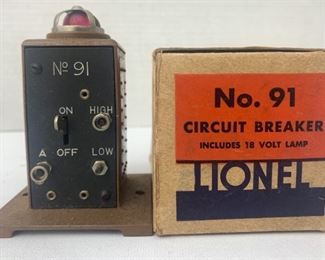 No 91
ON
HIGH
A
OFF
LOW
No. 91
CIRCUIT BREAKER
INCLUDES 18 VOLT LAMP
LIONEL